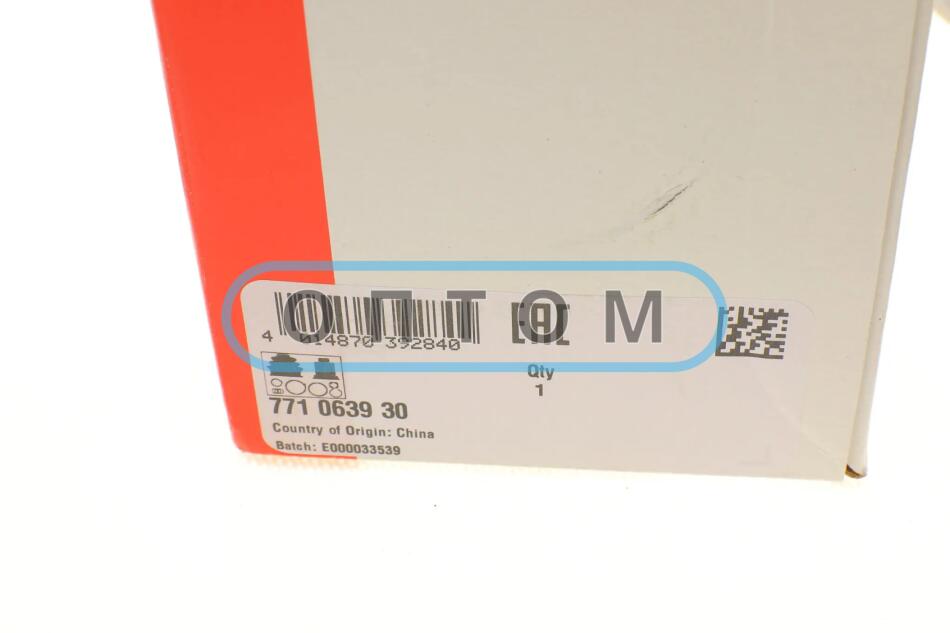 ОПТОМ
4 014870 392840
EAC
Qty
1
771 0639 30
Country of Origin: China
Batch: E000033539